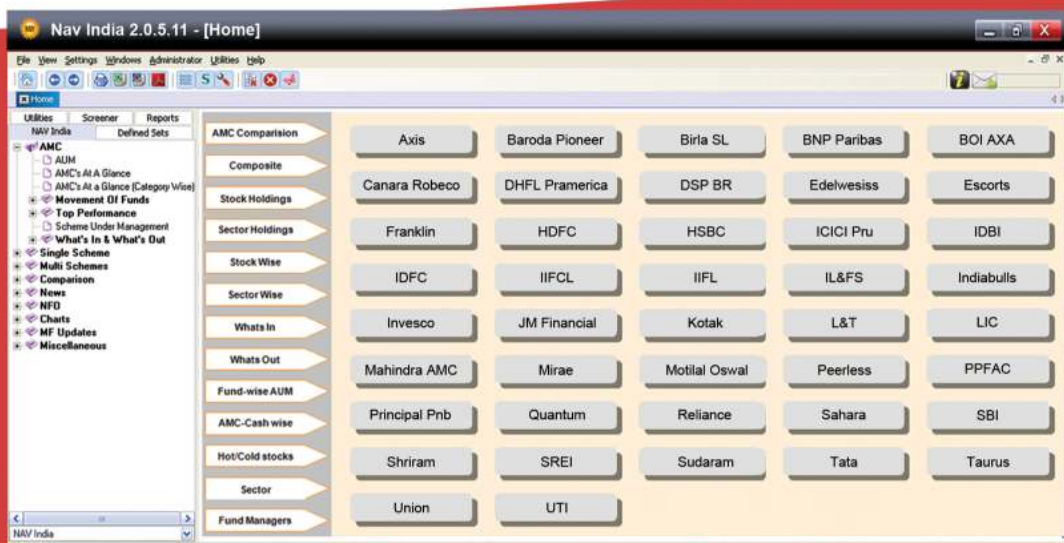 Nav India 2.0.5.11 - [Home]
File View Settings Windows Administrator Utilities Help
Home
Utilities Screener Reports
NAV India Defined Sets
AMC
AUM
AMC's At A Glance
AMC's At a Glance (Category Wise)
Movement Of Funds
Top Performance
Scheme Under Management
What's In & What's Out
Single Scheme
Multi Schemes
Comparison
News
NFO
Charts
MF Updates
Miscellaneous
NAV India
AMC Comparision
Composite
Stock Holdings
Sector Holdings
Stock Wise
Sector Wise
Whats In
Whats Out
Fund-wise AUM
AMC-Cash wise
Hot/Cold stocks
Sector
Fund Managers
Axis Baroda Pioneer Birla SL BNP Paribas BOI AXA
Canara Robeco DHFL Pramerica DSP BR Edelwesiss Escorts
Franklin HDFC HSBC ICICI Pru IDBI
IDFC IIFCL IIFL IL&FS Indiabulls
Invesco JM Financial Kotak L&T LIC
Mahindra AMC Mirae Motilal Oswal Peerless PPFAC
Principal Pnb Quantum Reliance Sahara SBI
Shriram SREI Sudaram Tata Taurus
Union UTI